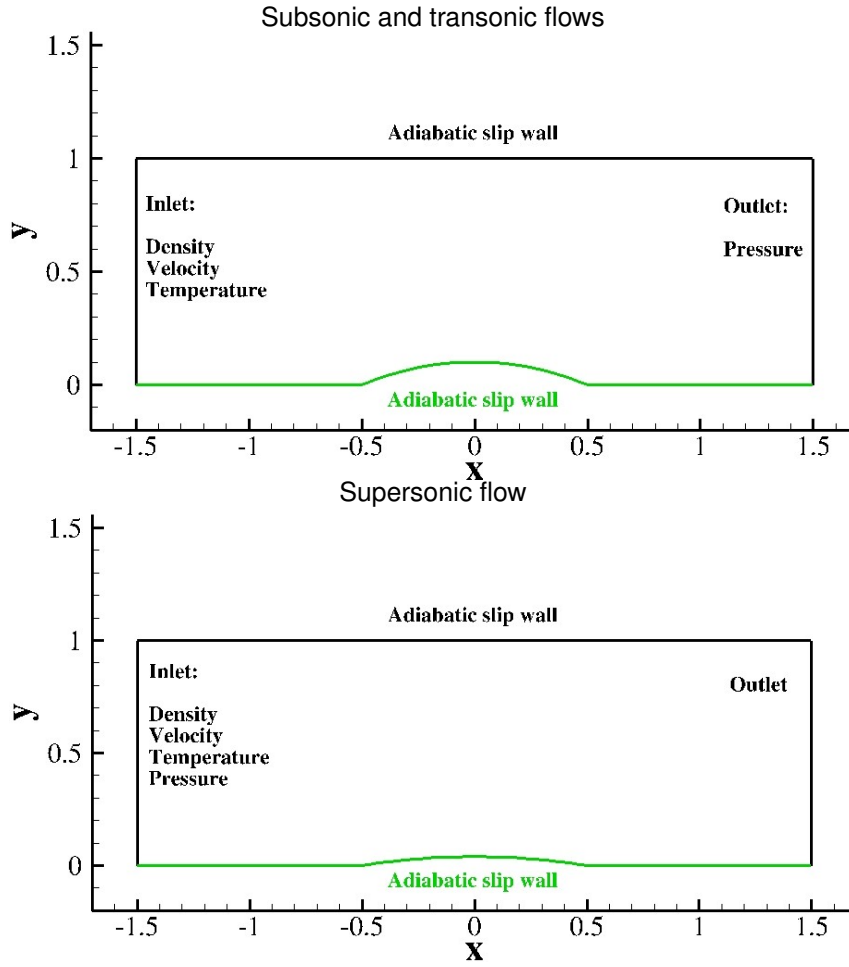 Subsonic and transonic flows
1.5
Adiabatic slip wall
1
Inlet:
Outlet:
Density
Pressure
Velocity
Temperature
y
0.5
0
Adiabatic slip wall
-1.5 -1 -0.5 0 0.5 1 1.5
x
Supersonic flow
1.5
Adiabatic slip wall
1
Inlet:
Outlet
Density
Velocity
Temperature
Pressure
y
0.5
0
Adiabatic slip wall
-1.5 -1 -0.5 0 0.5 1 1.5
x